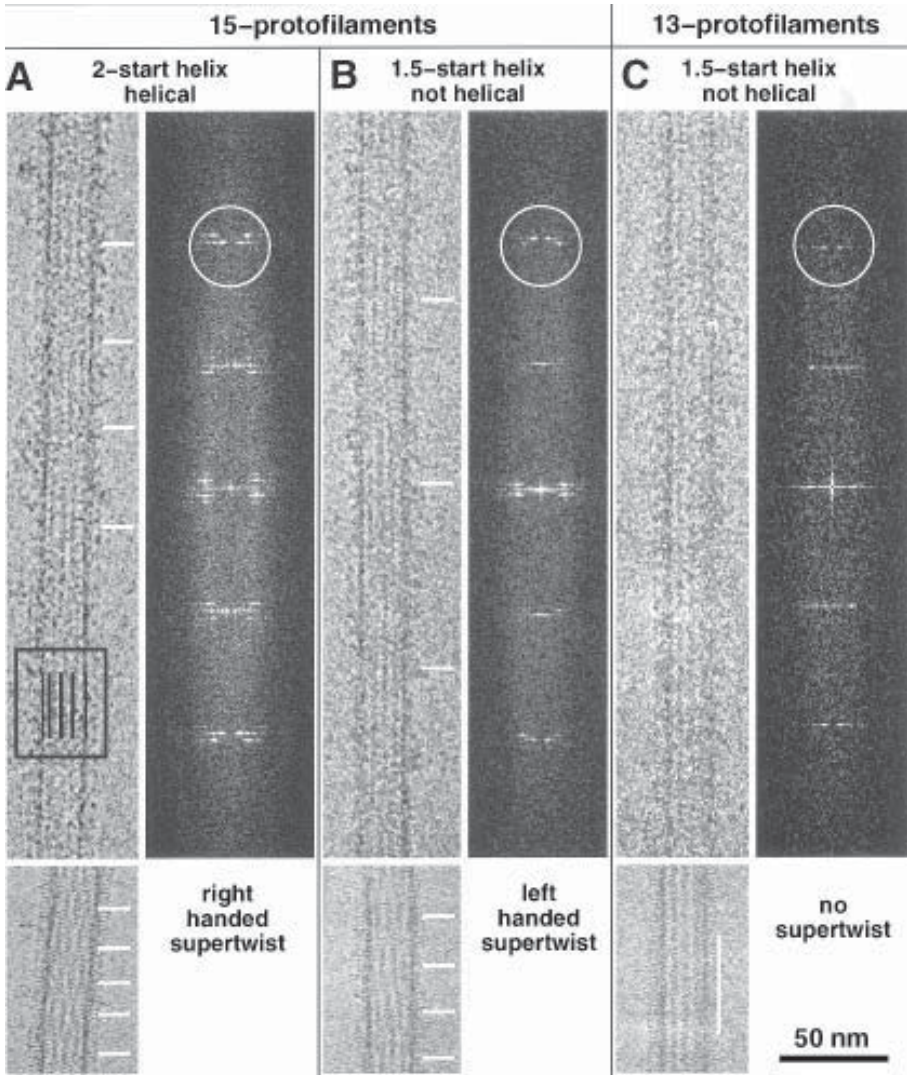 15–protofilaments
13–protofilaments
A
2–start helix
helical
B
1.5–start helix
not helical
C
1.5–start helix
not helical
right
handed
supertwist
left
handed
supertwist
no
supertwist
50 nm